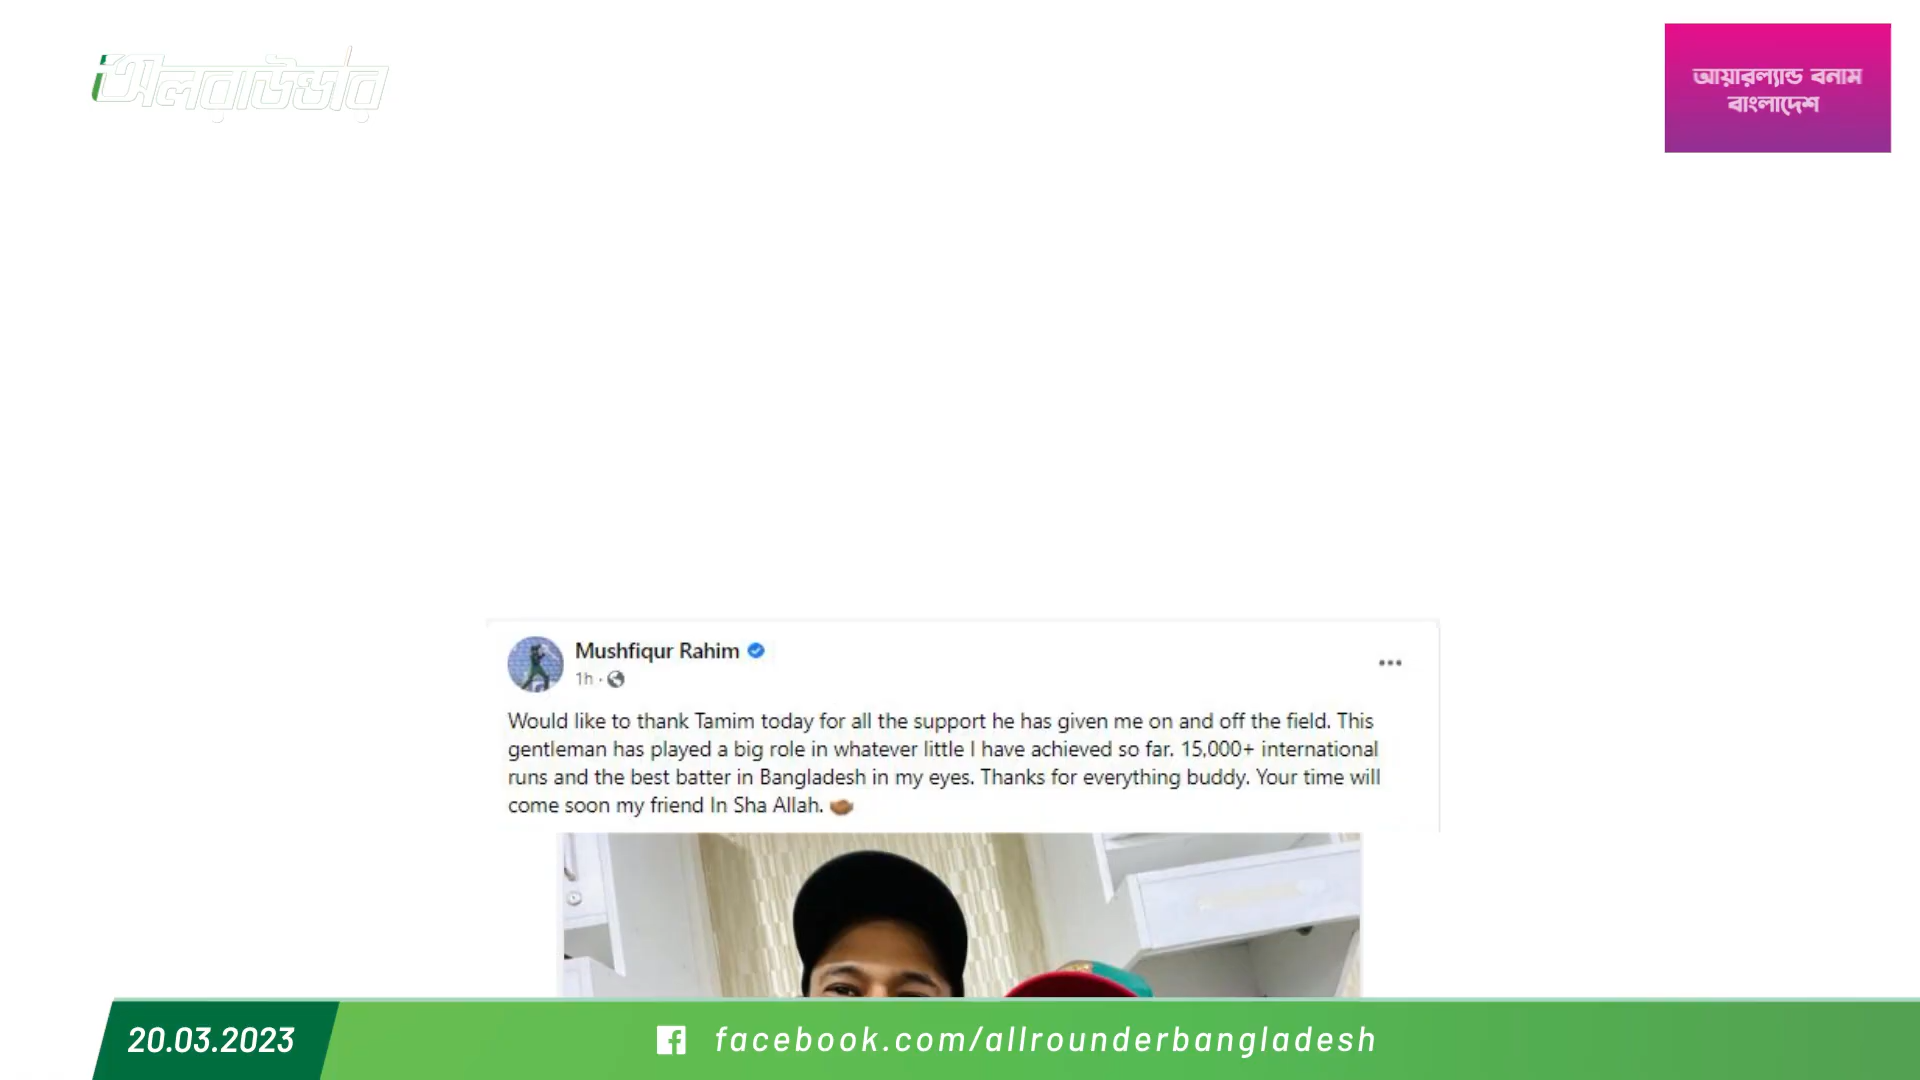 অলরাউন্ডার
আয়ারল্যান্ড বনাম
বাংলাদেশ
Mushfiqur Rahim
1h ·
Would like to thank Tamim today for all the support he has given me on and off the field. This
gentleman has played a big role in whatever little I have achieved so far. 15,000+ international
runs and the best batter in Bangladesh in my eyes. Thanks for everything buddy. Your time will
come soon my friend In Sha Allah.
20.03.2023
facebook.com/allrounderbangladesh